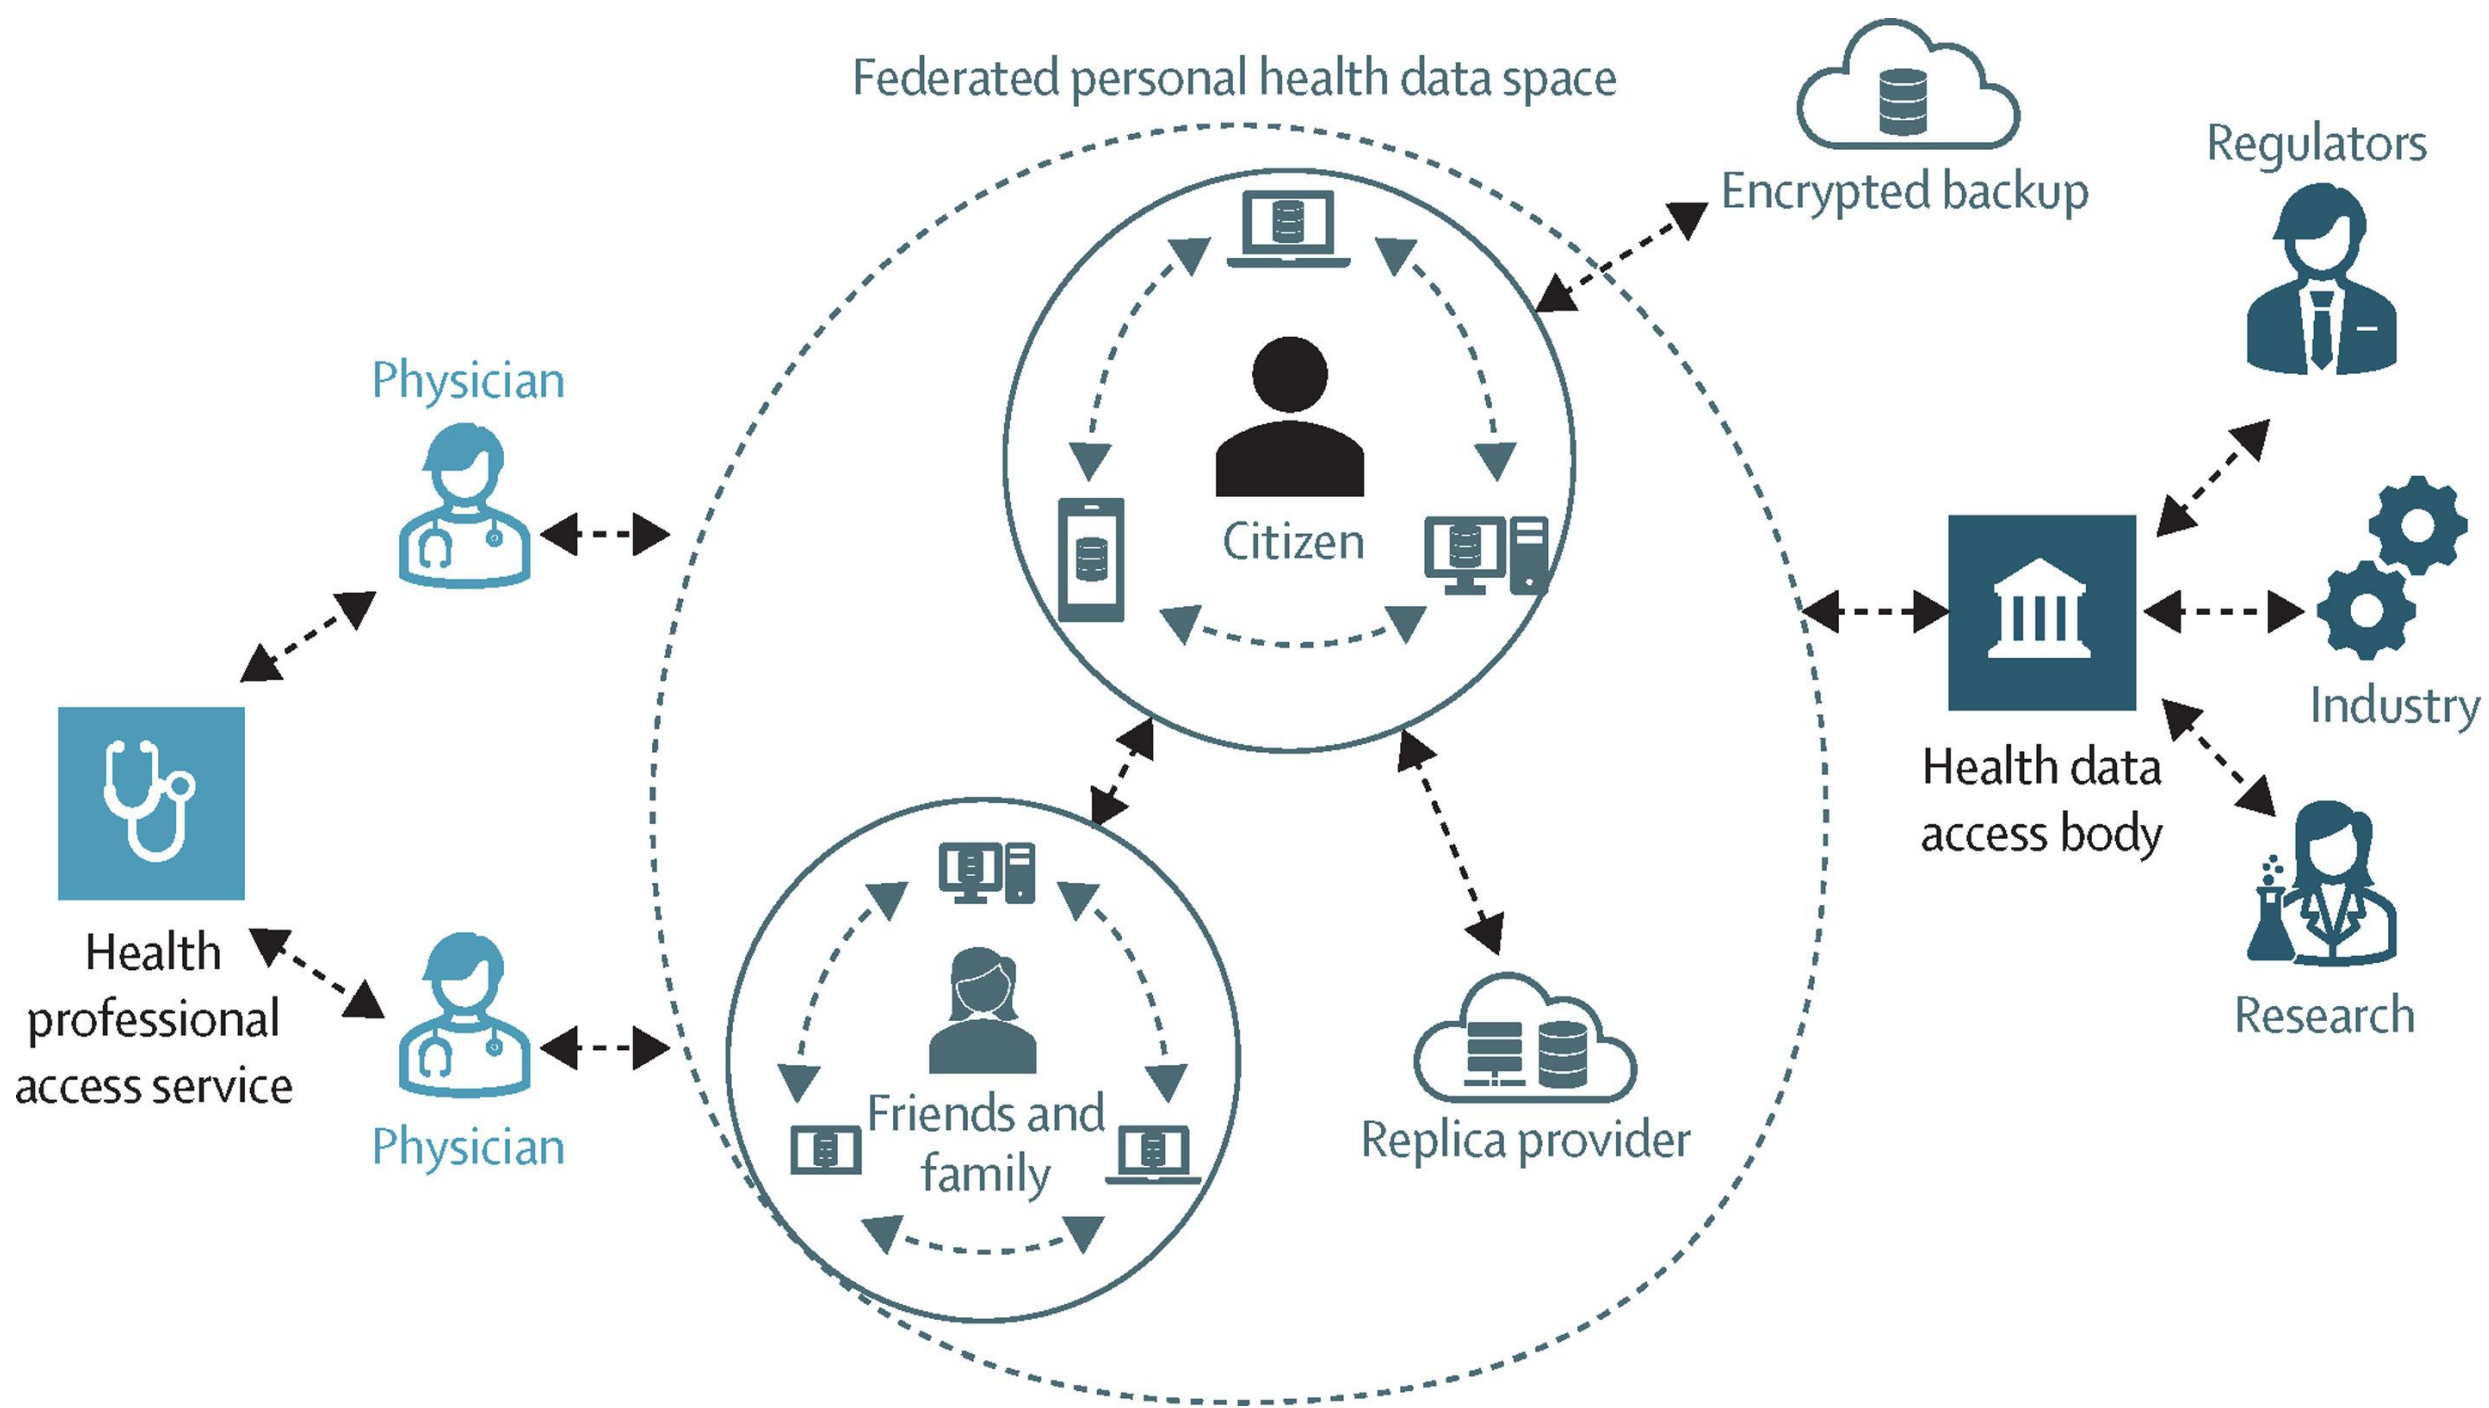 Federated personal health data space
Encrypted backup
Regulators
Physician
Citizen
Industry
Health data
access body
Health
professional
access service
Friends and
family
Replica provider
Research
Physician